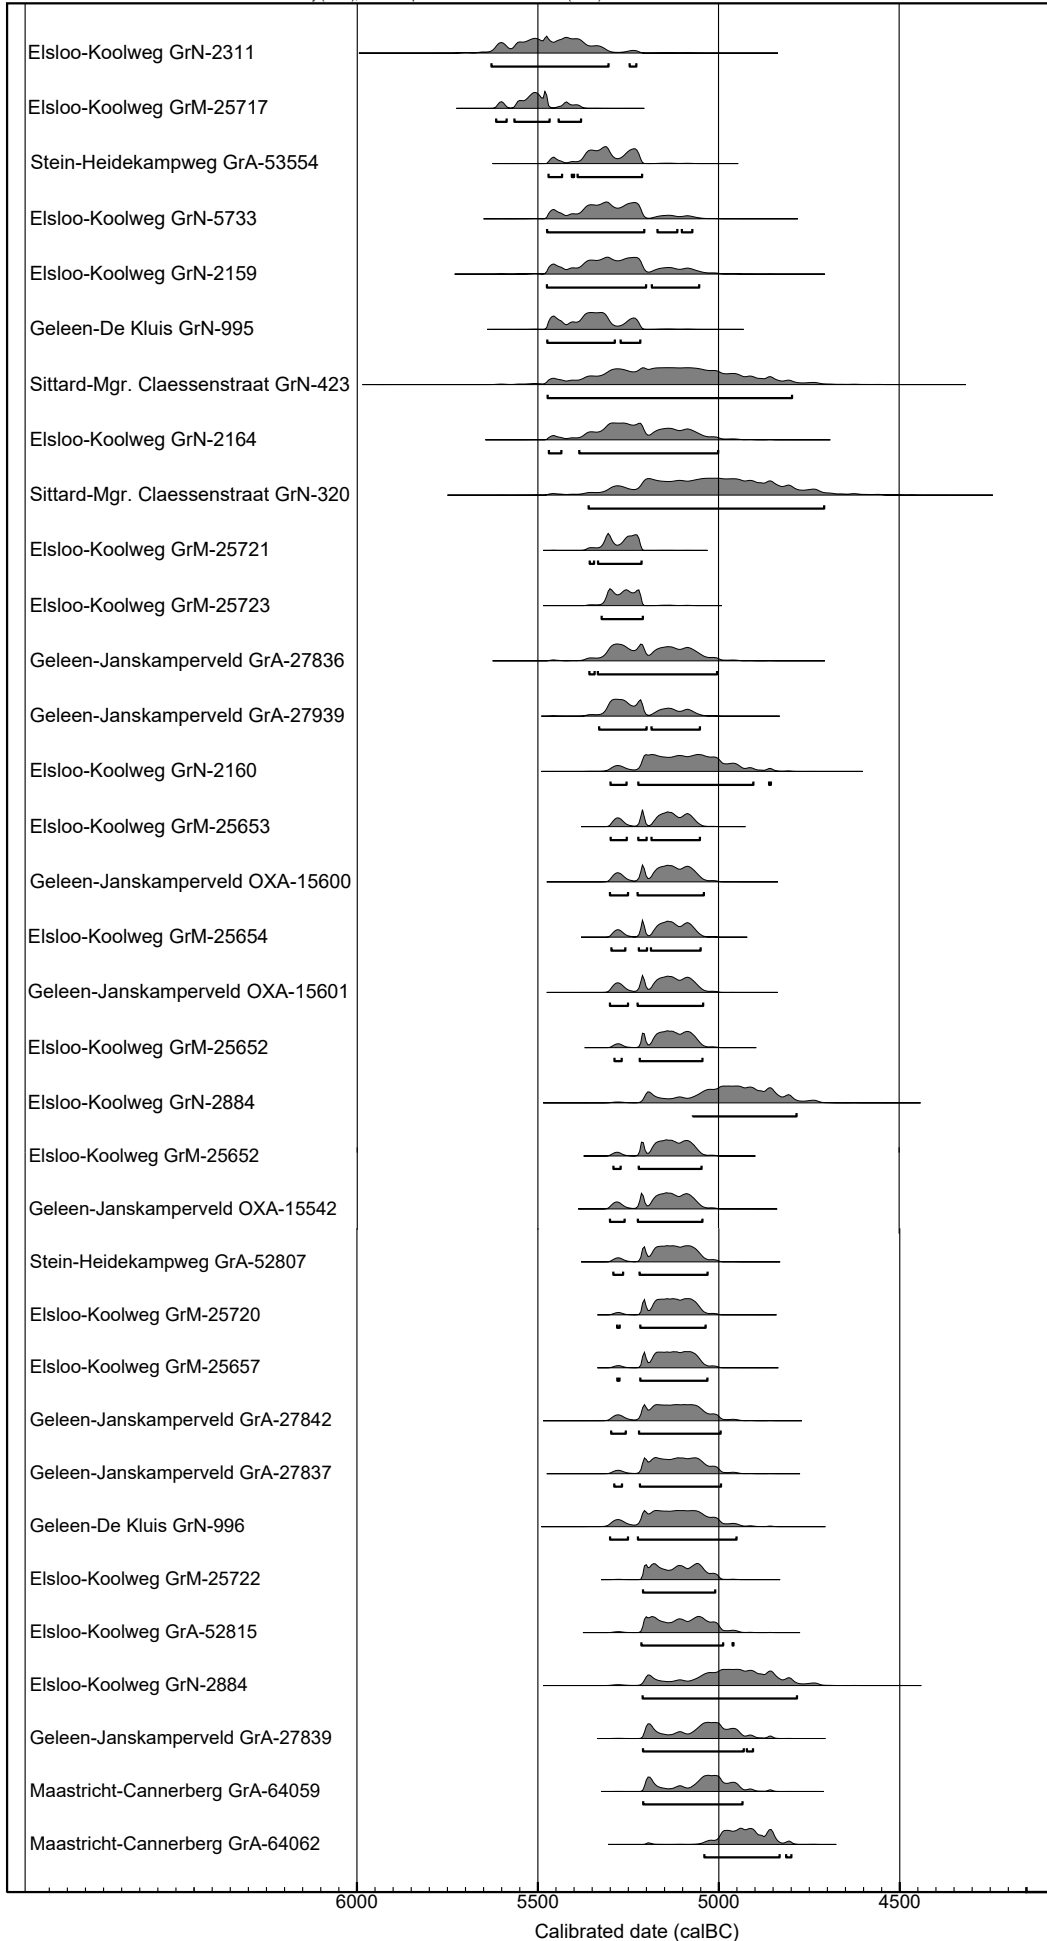 Elsloo-Koolweg GrN-2311
Elsloo-Koolweg GrM-25717
Stein-Heidekampweg GrA-53554
Elsloo-Koolweg GrN-5733
Elsloo-Koolweg GrN-2159
Geleen-De Kluis GrN-995
Sittard-Mgr. Claessenstraat GrN-423
Elsloo-Koolweg GrN-2164
Sittard-Mgr. Claessenstraat GrN-320
Elsloo-Koolweg GrM-25721
Elsloo-Koolweg GrM-25723
Geleen-Janskamperveld GrA-27836
Geleen-Janskamperveld GrA-27939
Elsloo-Koolweg GrN-2160
Elsloo-Koolweg GrM-25653
Geleen-Janskamperveld OXA-15600
Elsloo-Koolweg GrM-25654
Geleen-Janskamperveld OXA-15601
Elsloo-Koolweg GrM-25652
Elsloo-Koolweg GrN-2884
Elsloo-Koolweg GrM-25652
Geleen-Janskamperveld OXA-15542
Stein-Heidekampweg GrA-52807
Elsloo-Koolweg GrM-25720
Elsloo-Koolweg GrM-25657
Geleen-Janskamperveld GrA-27842
Geleen-Janskamperveld GrA-27837
Geleen-De Kluis GrN-996
Elsloo-Koolweg GrM-25722
Elsloo-Koolweg GrA-52815
Elsloo-Koolweg GrN-2884
Geleen-Janskamperveld GrA-27839
Maastricht-Cannerberg GrA-64059
Maastricht-Cannerberg GrA-64062
6000 5500 5000 4500
Calibrated date (calBC)